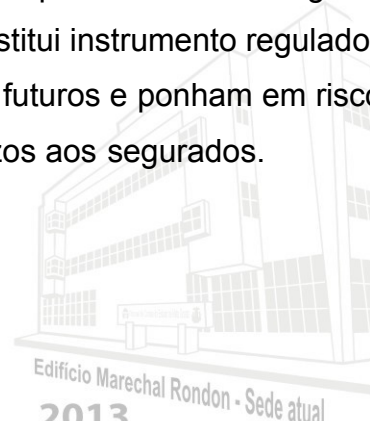 stitui instrumento regulado
futuros e ponham em risco
tos aos segurados.
Edifício Marechal Rondon - Sede atual
2013